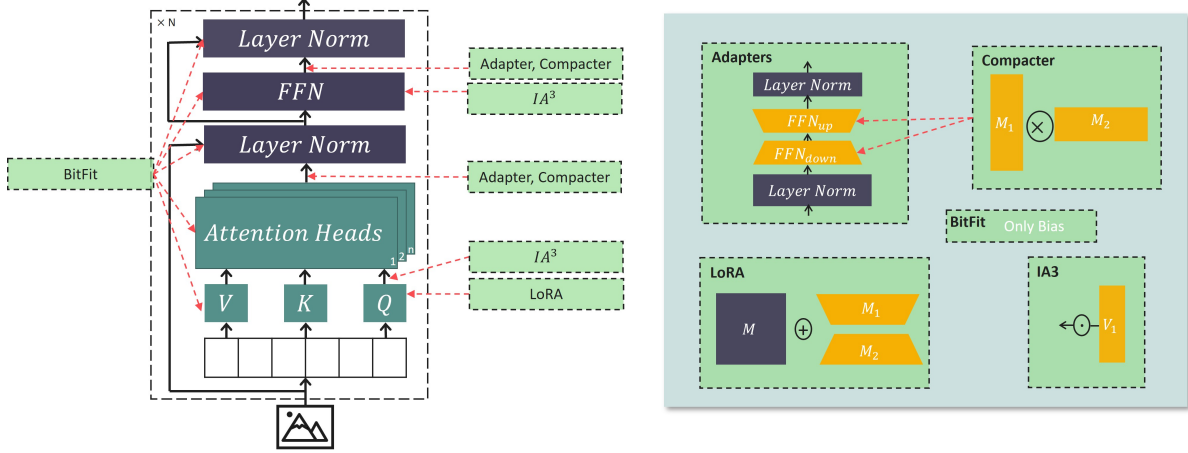 × N
Layer Norm
Adapter, Compacter
FFN
IA³
Layer Norm
BitFit
Adapter, Compacter
Attention Heads
1 2 n
IA³
LoRA
V K Q
Adapters
Layer Norm
FFN_up
FFN_down
Layer Norm
Compacter
M₁ × M₂
BitFit Only Bias
LoRA
M + M₁
M₂
IA3
V₁